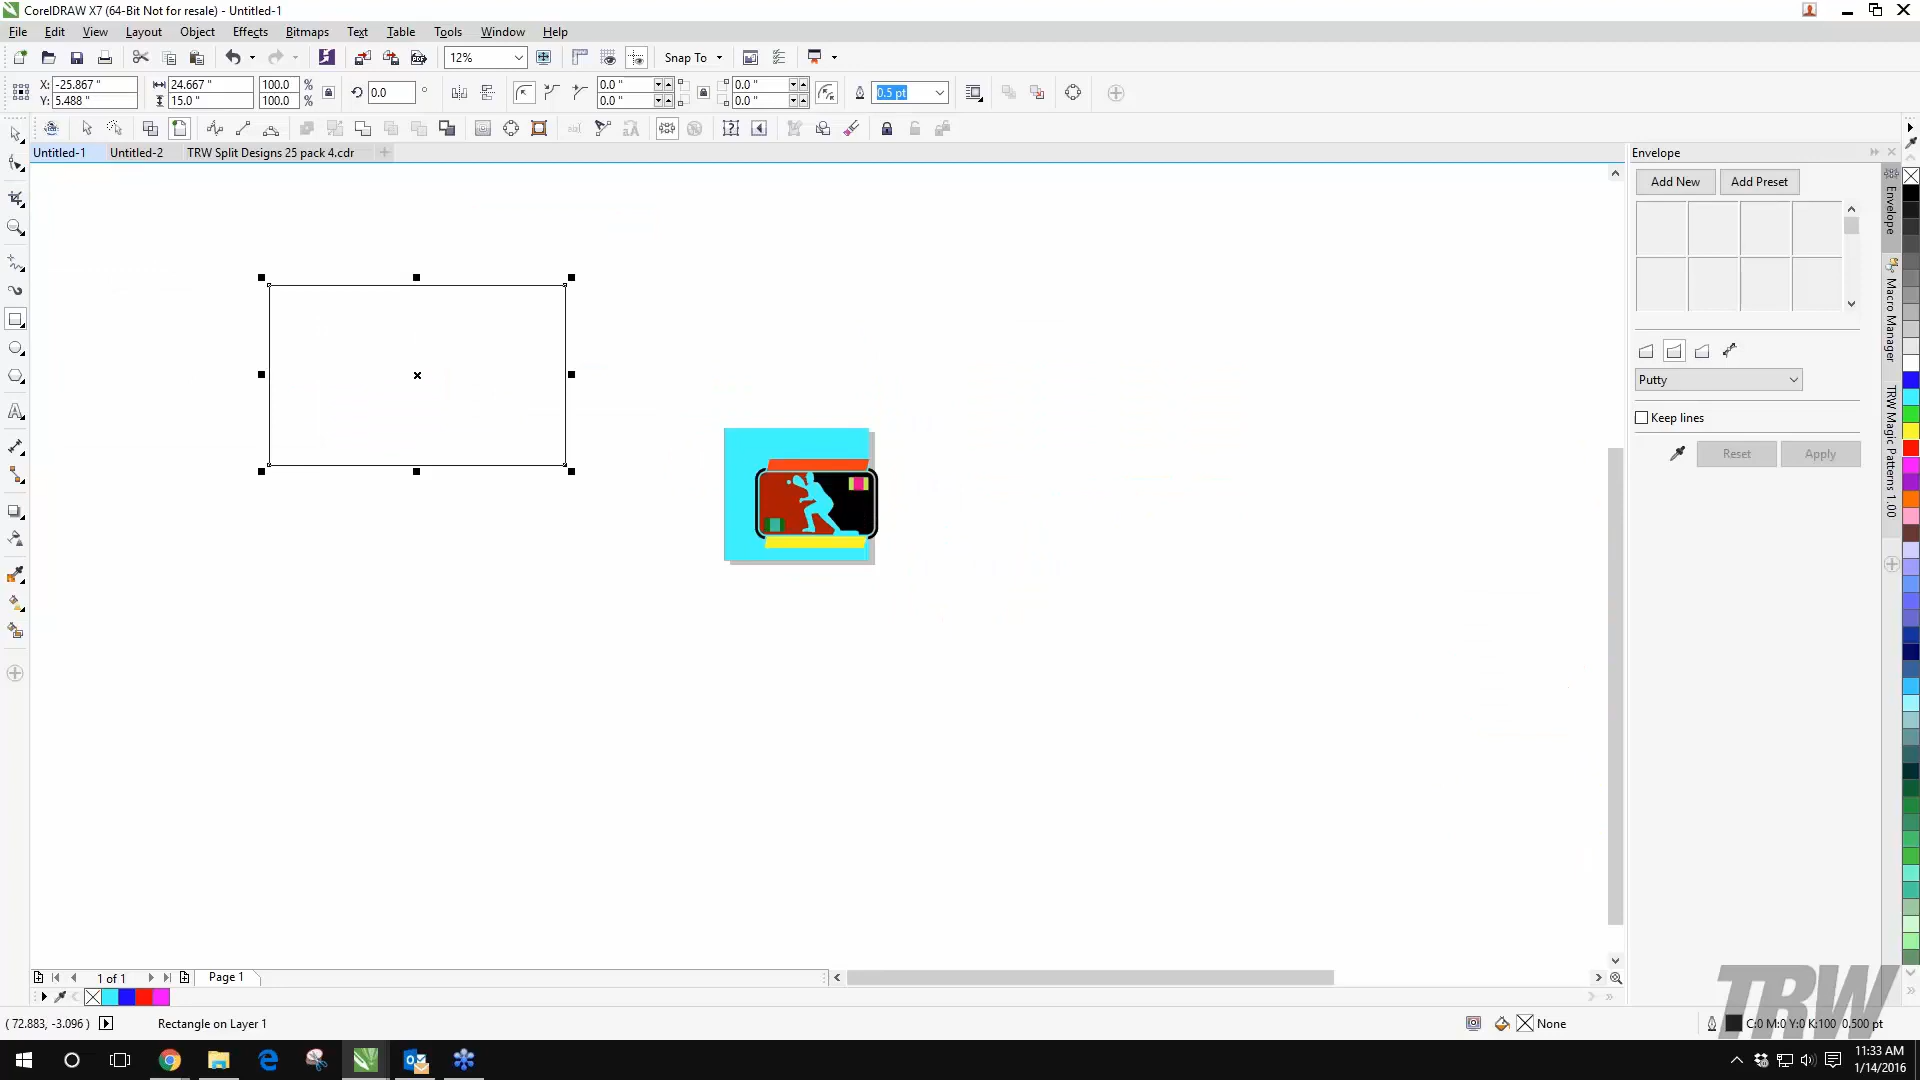 CorelDRAW X7 (64-Bit Not for resale) - Untitled-1
File Edit View Layout Object Effects Bitmaps Text Table Tools Window Help
12% Snap To
X: -25.867 " 24.667 " 100.0 % 0.0 ° 0.0 " 0.0 " 0.5 pt
Y: 5.488 " 15.0 " 100.0 % 0.0 " 0.0 "
Untitled-1 Untitled-2 TRW Split Designs 25 pack 4.cdr
Envelope
Add New Add Preset
Putty
Keep lines
Reset Apply
Envelope
Macro Manager
TRW Magic Patterns 1.00
1 of 1 Page 1
TRW
( 72.883, -3.096 ) Rectangle on Layer 1 None C:0 M:0 Y:0 K:100 0.500 pt
11:33 AM
1/14/2016